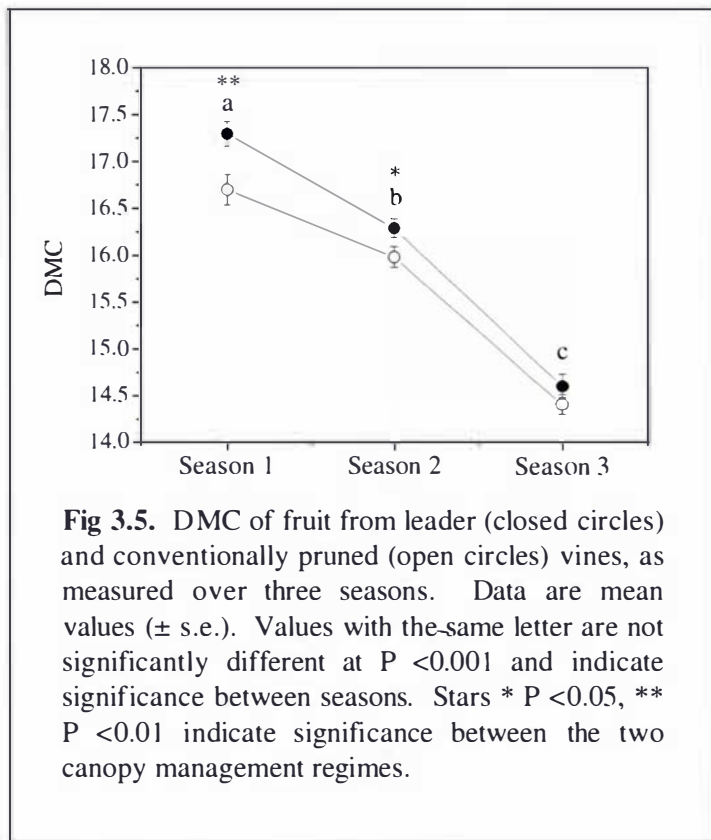 18.0
**
17.5
a
17.0
*
16.5
b
16.0
DMC
15.5
15.0
c
14.5
14.0
Season 1
Season 2
Season 3
Fig 3.5. DMC of fruit from leader (closed circles)
and conventionally pruned (open circles) vines, as
measured over three seasons. Data are mean
values (± s.e.). Values with the-same letter are not
significantly different at P <0.001 and indicate
significance between seasons. Stars * P <0.05, **
P <0.01 indicate significance between the two
canopy management regimes.